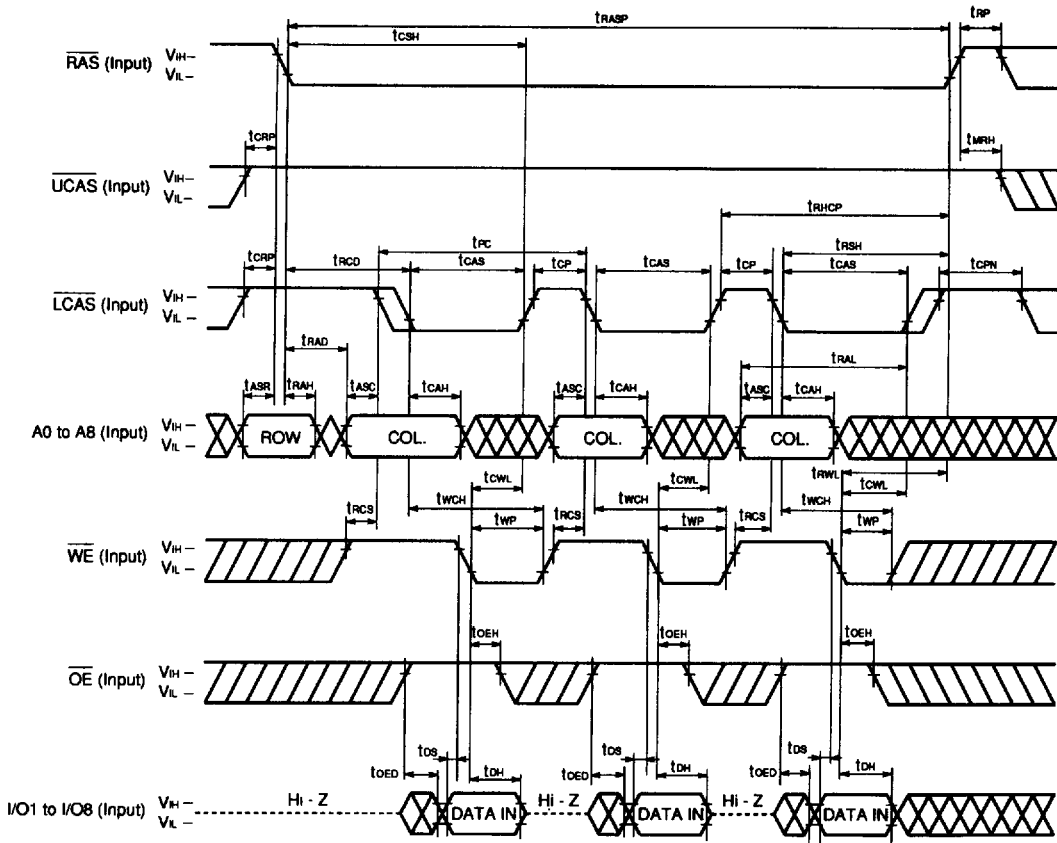 tRASP tRP
tCSH
RAS (Input) VIH VIL
tCRP tMRH
UCAS (Input) VIH VIL
tRHCP
tPC tRSH
tCRP tRCD tCAS tCP tCAS tCP tCAS tCPN
LCAS (Input) VIH VIL
tRAD tRAL
tASR tRAH tASC tCAH tASC tCAH tASC tCAH
A0 to A8 (Input) VIH VIL ROW COL. COL. COL.
tCWL tCWL tRWL tCWL
tWCH tWCH tWCH
tRCS tWP tRCS tWP tRCS tWP
WE (Input) VIH VIL
tOEH tOEH tOEH
OE (Input) VIH VIL
tDS tDS tDS
tOED tDH tOED tDH tOED tDH
I/O1 to I/O8 (Input) VIH VIL Hi - Z DATA IN Hi - Z DATA IN Hi - Z DATA IN